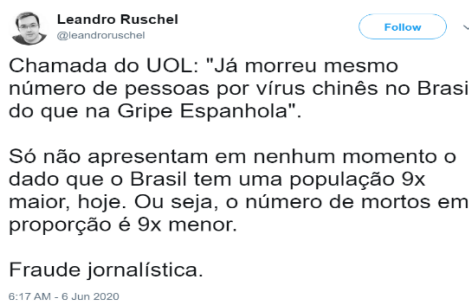 Leandro Ruschel
@leandroruschel
Follow
Chamada do UOL: "Já morreu mesmo
número de pessoas por vírus chinês no Brasi
do que na Gripe Espanhola".
Só não apresentam em nenhum momento o
dado que o Brasil tem uma população 9x
maior, hoje. Ou seja, o número de mortos em
proporção é 9x menor.
Fraude jornalística.
6:17 AM - 6 Jun 2020